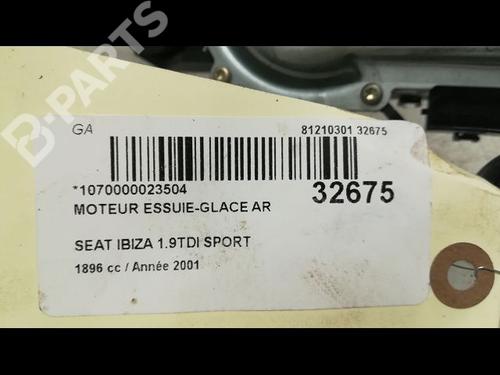 B-PARTS
GA
81210301 32675
*1070000023504
32675
MOTEUR ESSUIE-GLACE AR
SEAT IBIZA 1.9TDI SPORT
1896 cc / Année 2001